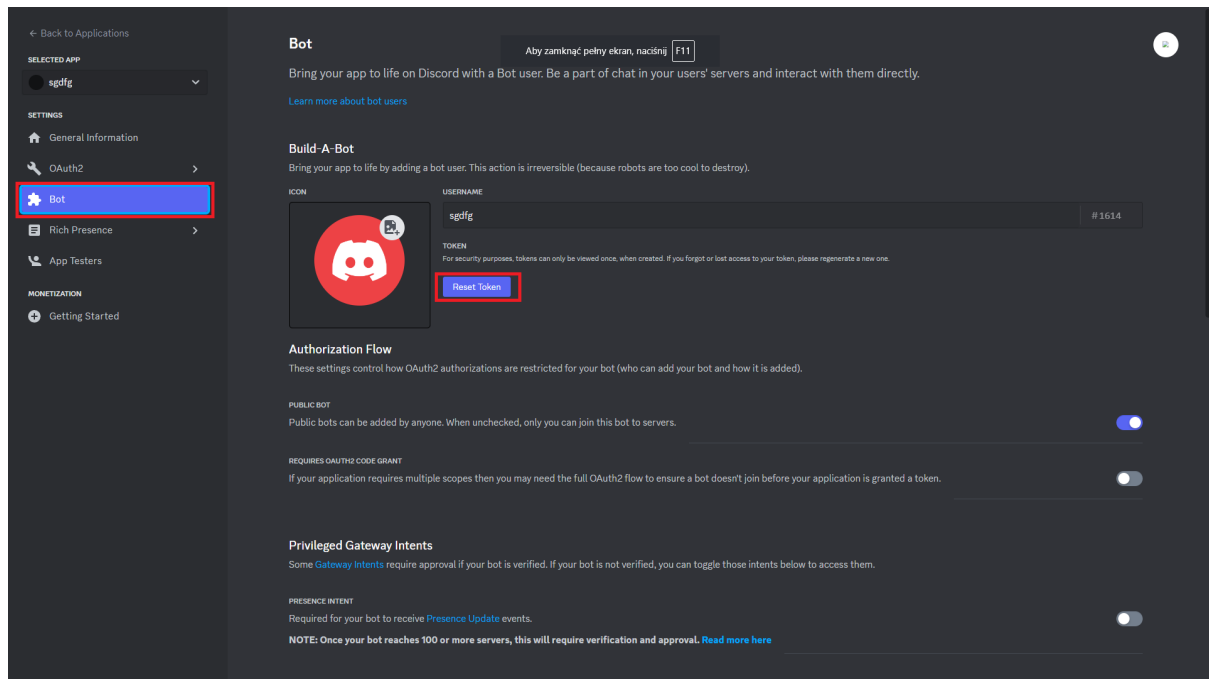 ← Back to Applications
SELECTED APP
sgdfg
SETTINGS
General Information
OAuth2
Bot
Rich Presence
App Testers
MONETIZATION
Getting Started
Bot
Aby zamknąć pełny ekran, naciśnij F11
Bring your app to life on Discord with a Bot user. Be a part of chat in your users' servers and interact with them directly.
Learn more about bot users
Build-A-Bot
Bring your app to life by adding a bot user. This action is irreversible (because robots are too cool to destroy).
ICON
USERNAME
sgdfg
#1614
TOKEN
For security purposes, tokens can only be viewed once, when created. If you forgot or lost access to your token, please regenerate a new one.
Reset Token
Authorization Flow
These settings control how OAuth2 authorizations are restricted for your bot (who can add your bot and how it is added).
PUBLIC BOT
Public bots can be added by anyone. When unchecked, only you can join this bot to servers.
REQUIRES OAUTH2 CODE GRANT
If your application requires multiple scopes then you may need the full OAuth2 flow to ensure a bot doesn't join before your application is granted a token.
Privileged Gateway Intents
Some Gateway Intents require approval if your bot is verified. If your bot is not verified, you can toggle those intents below to access them.
PRESENCE INTENT
Required for your bot to receive Presence Update events.
NOTE: Once your bot reaches 100 or more servers, this will require verification and approval. Read more here